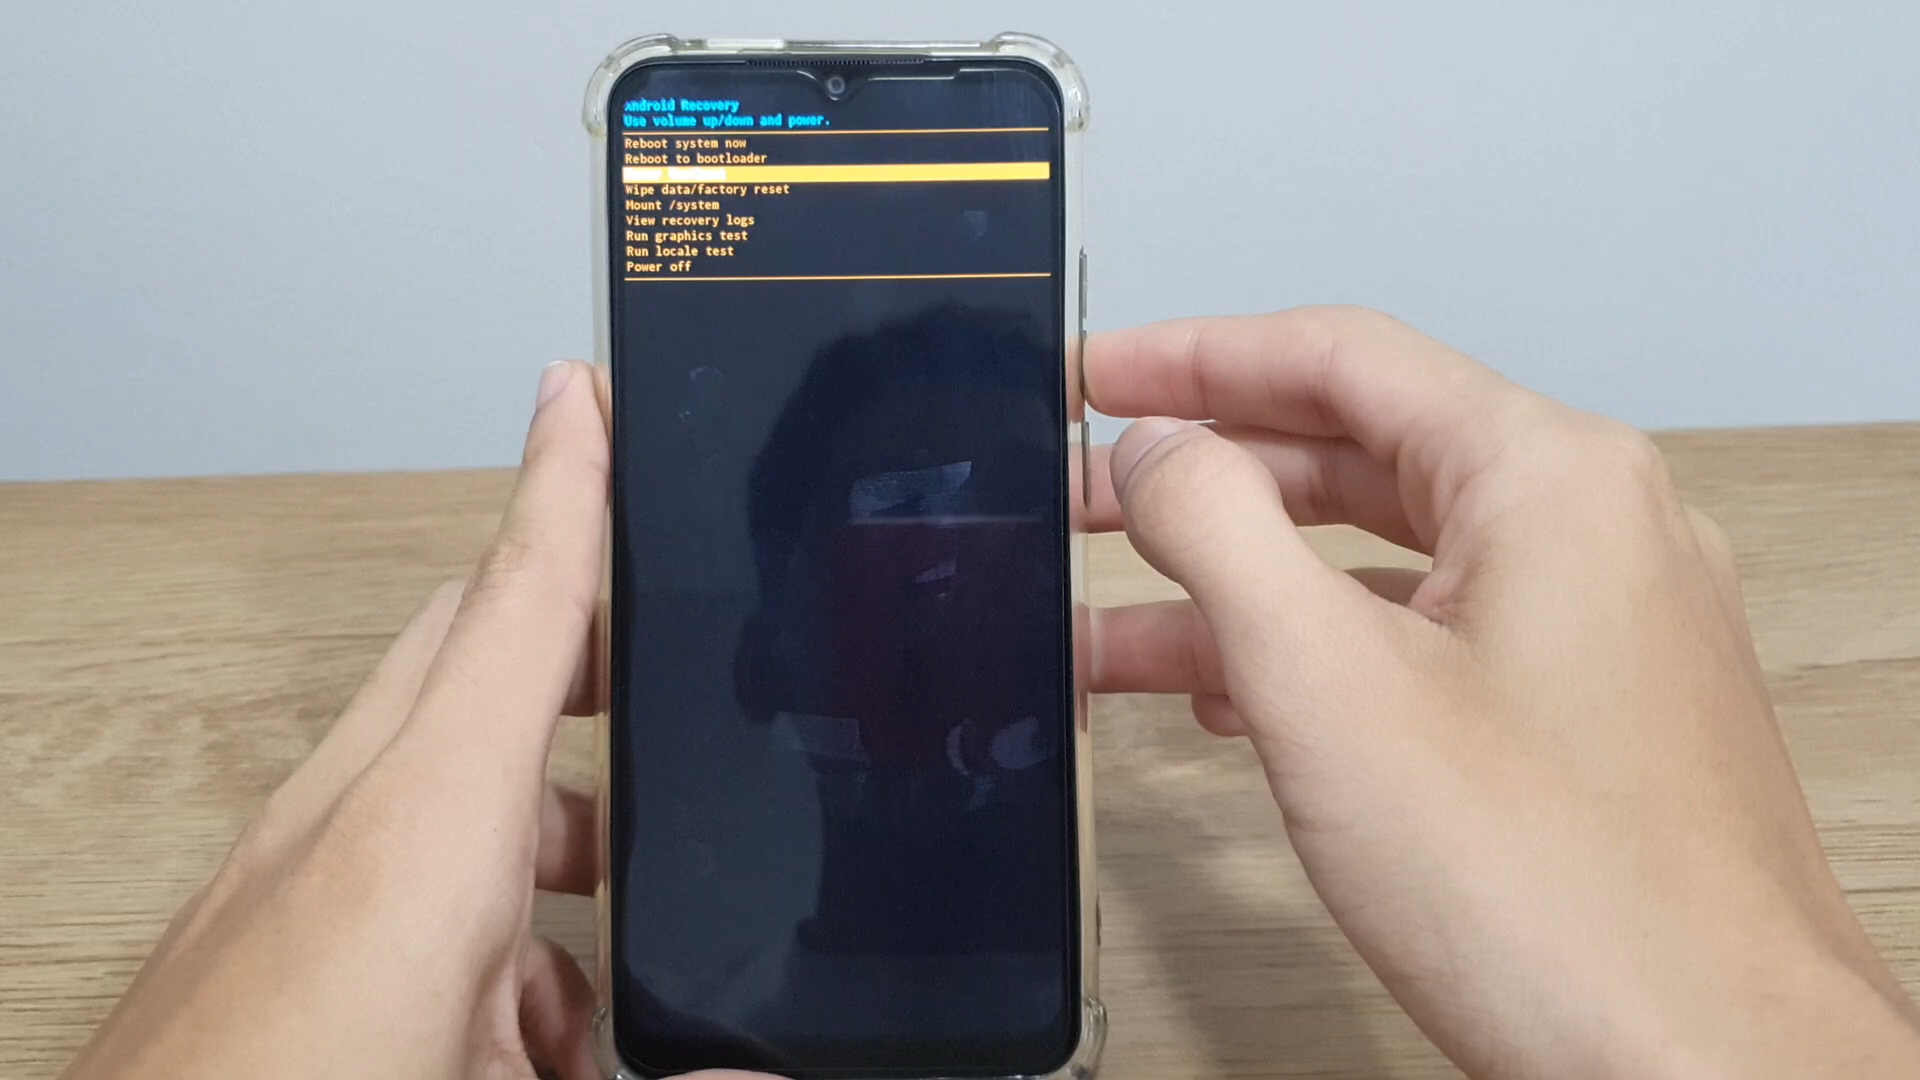 Android Recovery
Use volume up/down and power.
Reboot system now
Reboot to bootloader
Wipe data/factory reset
Mount /system
View recovery logs
Run graphics test
Run locale test
Power off